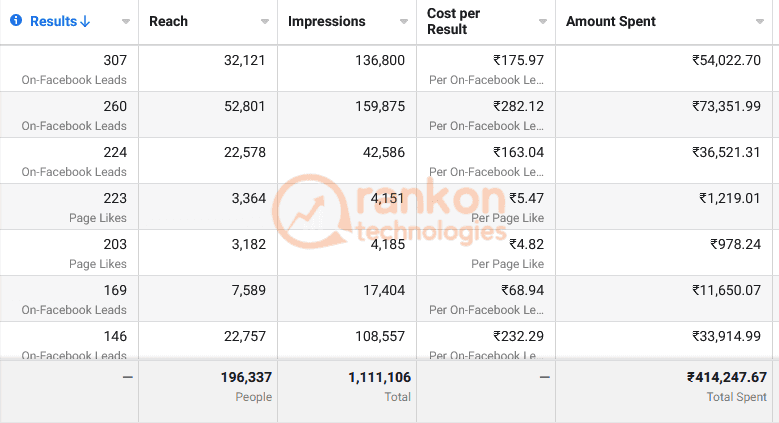 Results↓ Reach Impressions Cost per Result Amount Spent
307 32,121 136,800 ₹175.97 ₹54,022.70
On-Facebook Leads Per On-Facebook Le...
260 52,801 159,875 ₹282.12 ₹73,351.99
On-Facebook Leads Per On-Facebook Le...
224 22,578 42,586 ₹163.04 ₹36,521.31
On-Facebook Leads Per On-Facebook Le...
223 3,364 4,151 ₹5.47 ₹1,219.01
Page Likes Per Page Like
203 3,182 4,185 ₹4.82 ₹978.24
Page Likes Per Page Like
169 7,589 17,404 ₹68.94 ₹11,650.07
On-Facebook Leads Per On-Facebook Le...
146 22,757 108,557 ₹232.29 ₹33,914.99
On-Facebook Leads Per On-Facebook Le...
— 196,337 1,111,106 — ₹414,247.67
People Total Total Spent
rankon
technologies